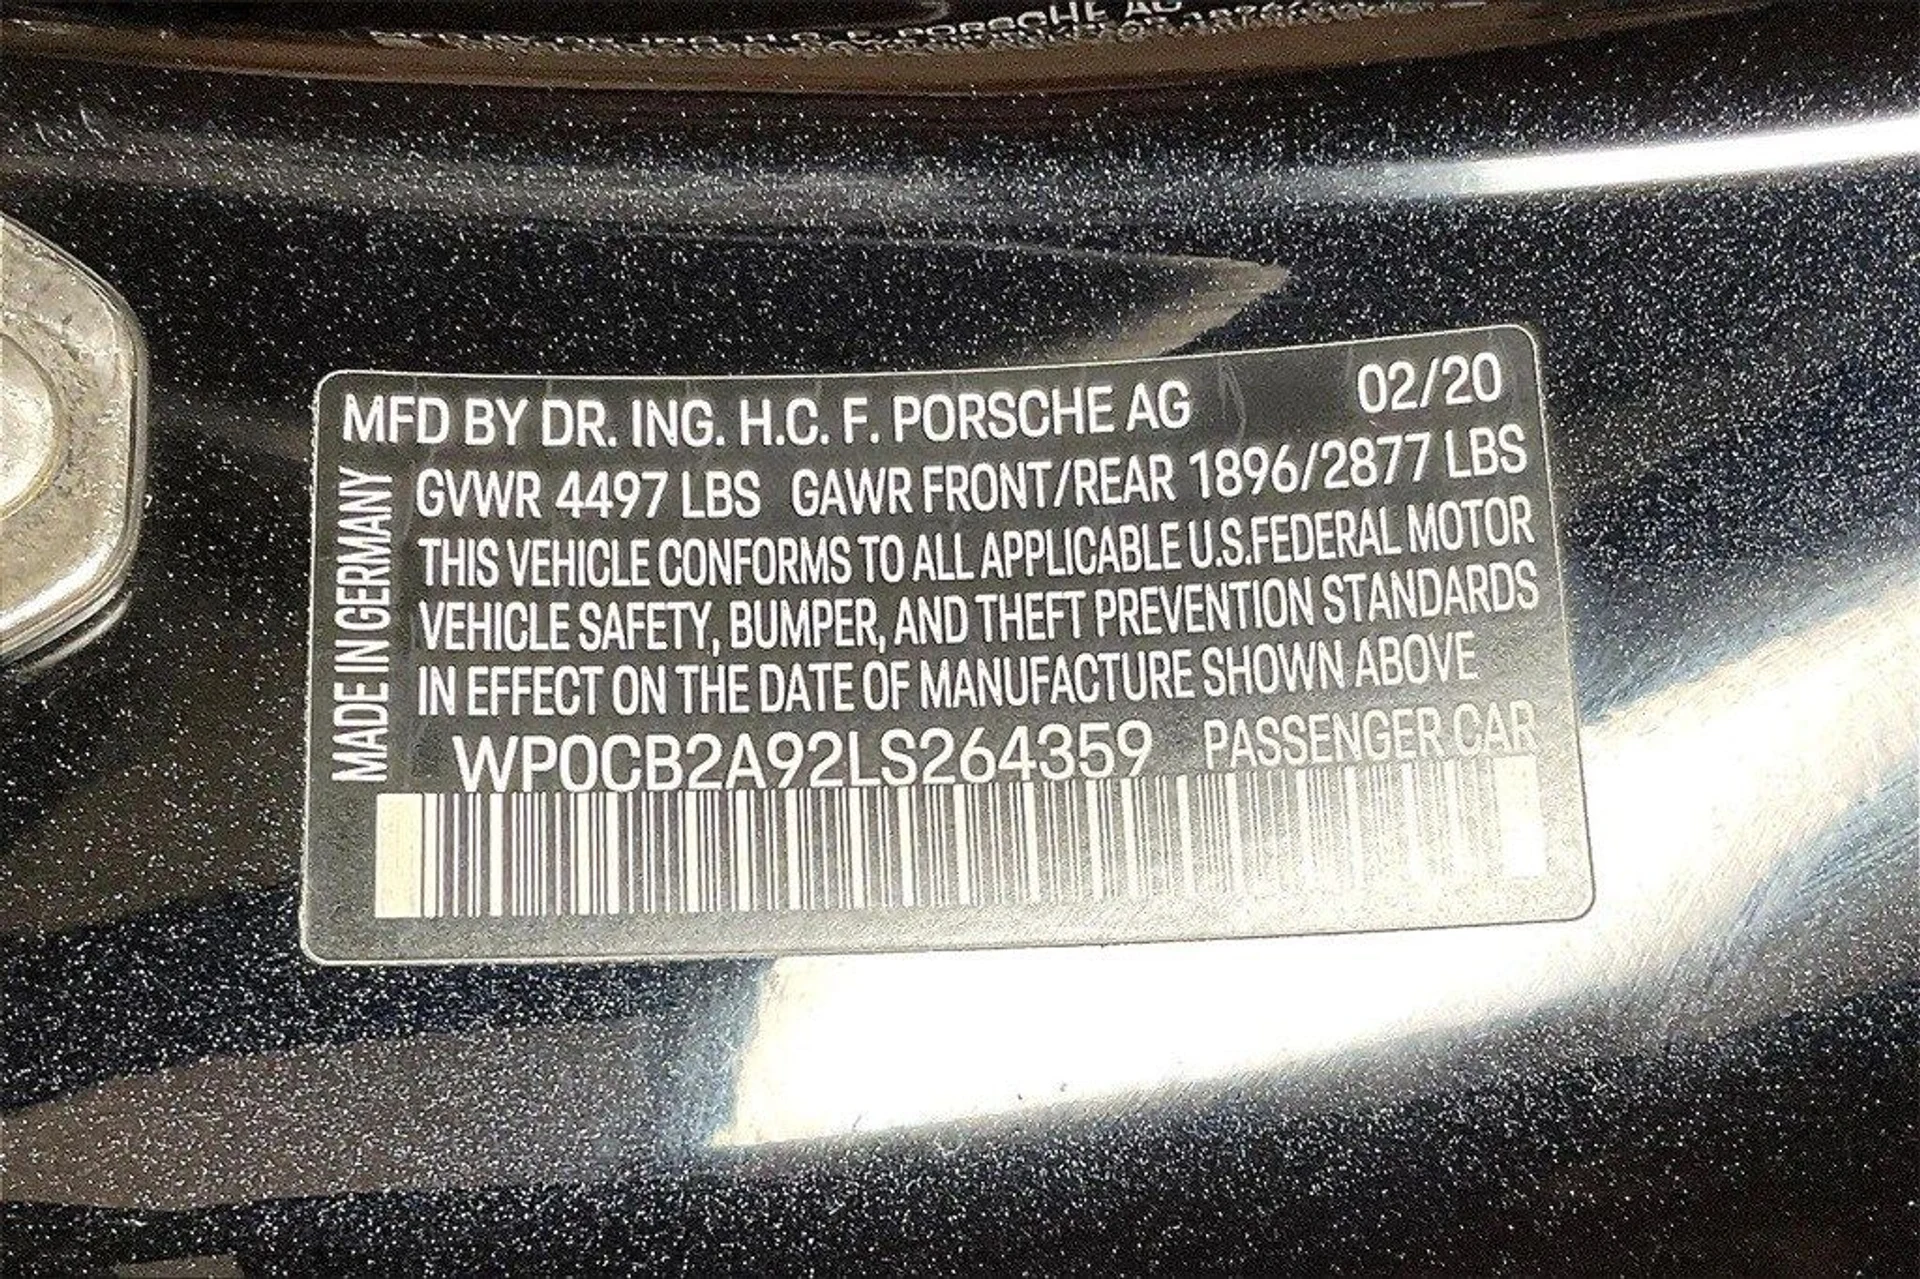 PORSCHE AG
MFD BY DR. ING. H.C. F. PORSCHE AG 02/20
GVWR 4497 LBS GAWR FRONT/REAR 1896/2877 LBS
THIS VEHICLE CONFORMS TO ALL APPLICABLE U.S.FEDERAL MOTOR
VEHICLE SAFETY, BUMPER, AND THEFT PREVENTION STANDARDS
IN EFFECT ON THE DATE OF MANUFACTURE SHOWN ABOVE
WP0CB2A92LS264359 PASSENGER CAR
MADE IN GERMANY